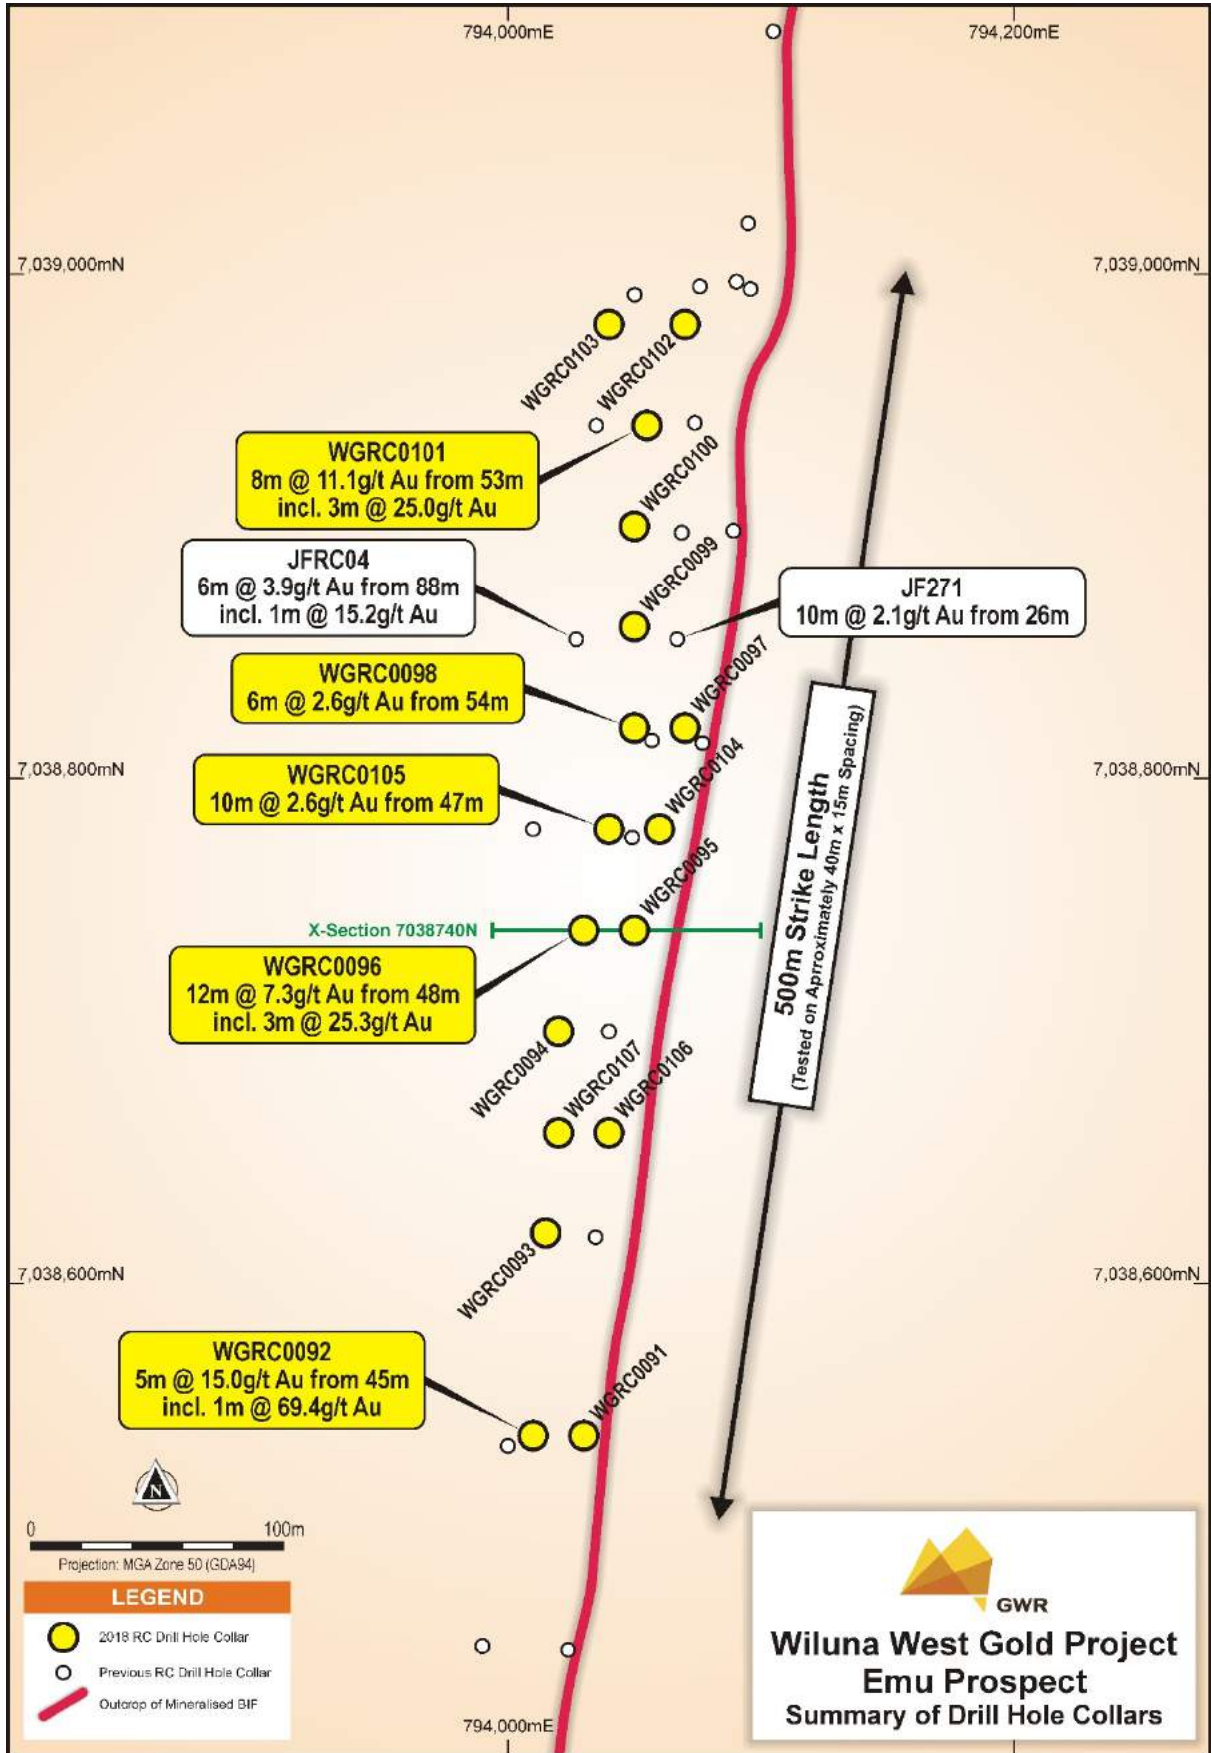 794,000mE
794,200mE
7,039,000mN
7,039,000mN
WGRC0103
WGRC0102
WGRC0101
8m @ 11.1g/t Au from 53m
incl. 3m @ 25.0g/t Au
WGRC0100
JFRC04
6m @ 3.9g/t Au from 88m
incl. 1m @ 15.2g/t Au
WGRC0099
JF271
10m @ 2.1g/t Au from 26m
WGRC0098
6m @ 2.6g/t Au from 54m
WGRC0097
7,038,800mN
7,038,800mN
WGRC0105
10m @ 2.6g/t Au from 47m
WGRC0104
500m Strike Length
(Tested on Aprroximately 40m x 15m Spacing)
WGRC0095
X-Section 7038740N
WGRC0096
12m @ 7.3g/t Au from 48m
incl. 3m @ 25.3g/t Au
WGRC0094
WGRC0107
WGRC0106
WGRC0093
7,038,600mN
7,038,600mN
WGRC0092
5m @ 15.0g/t Au from 45m
incl. 1m @ 69.4g/t Au
WGRC0091
N
0 100m
Projection: MGA Zone 50 (GDA94)
LEGEND
2018 RC Drill Hole Collar
Previous RC Drill Hole Collar
Outcrop of Mineralised BIF
794,000mE
GWR
Wiluna West Gold Project
Emu Prospect
Summary of Drill Hole Collars